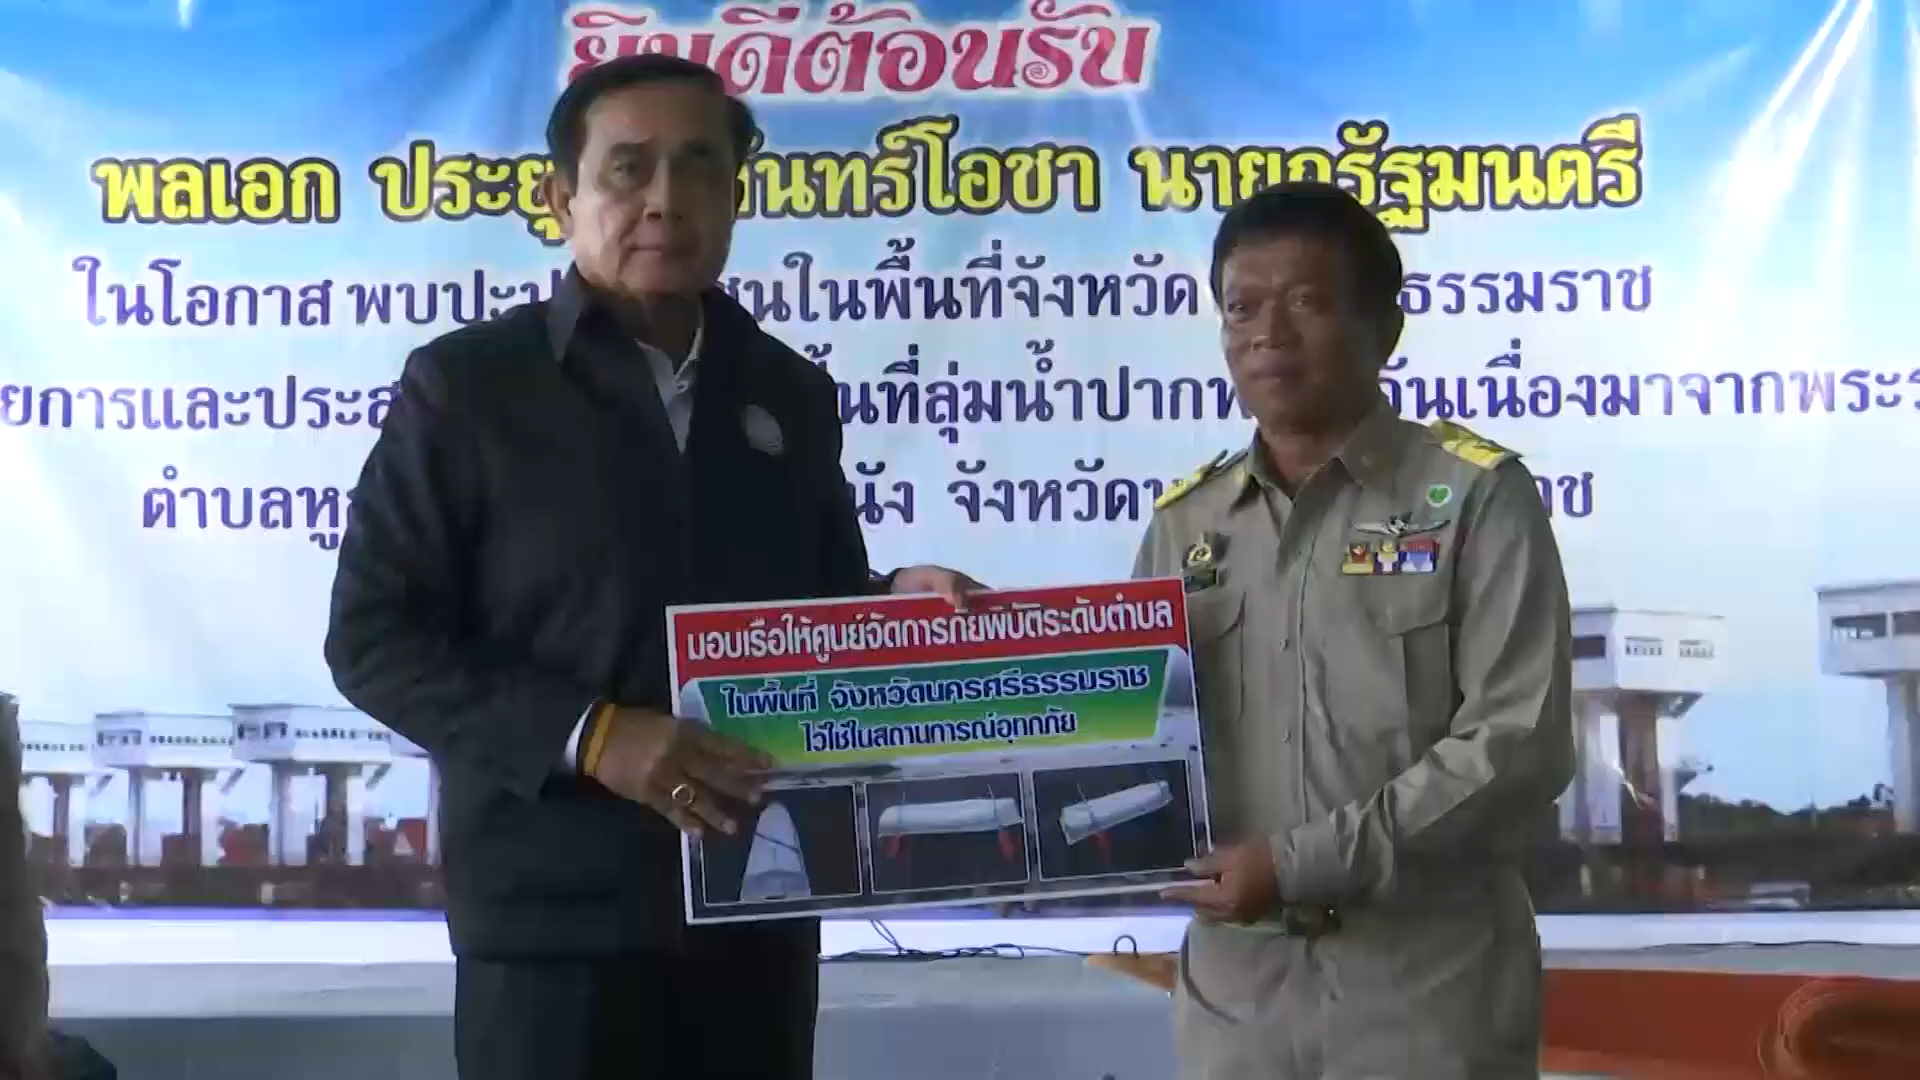 ยินดีต้อนรับ
พลเอก ประยุ จันทร์โอชา นายกรัฐมนตรี
ในโอกาส พบปะป ชนในพื้นที่จังหวัด ธรรมราช
ยการและประส ื้นที่ลุ่มน้ำปากพ อันเนื่องมาจากพระร
ตำบลหู นัง จังหวัดน าช
มอบเรือให้ศูนย์จัดการภัยพิบัติระดับตำบล
ในพื้นที่ จังหวัดนครศรีธรรมราช
ไว้ใช้ในสถานการณ์อุทกภัย